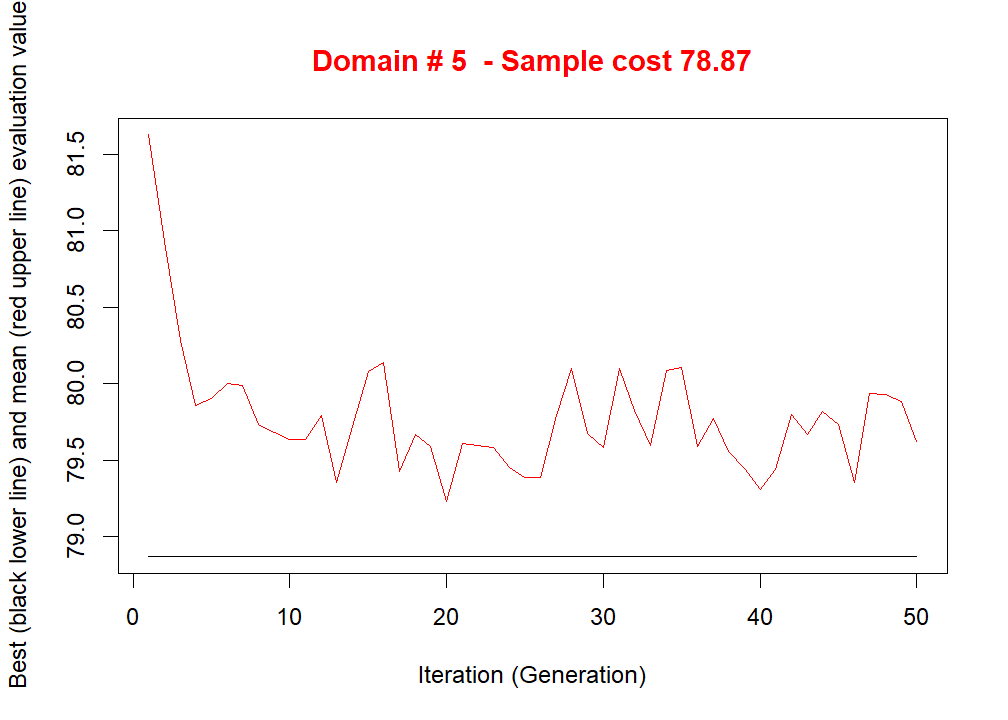 Domain # 5  - Sample cost 78.87
Best (black lower line) and mean (red upper line) evaluation value
81.5
81.0
80.5
80.0
79.5
79.0
0 10 20 30 40 50
Iteration (Generation)